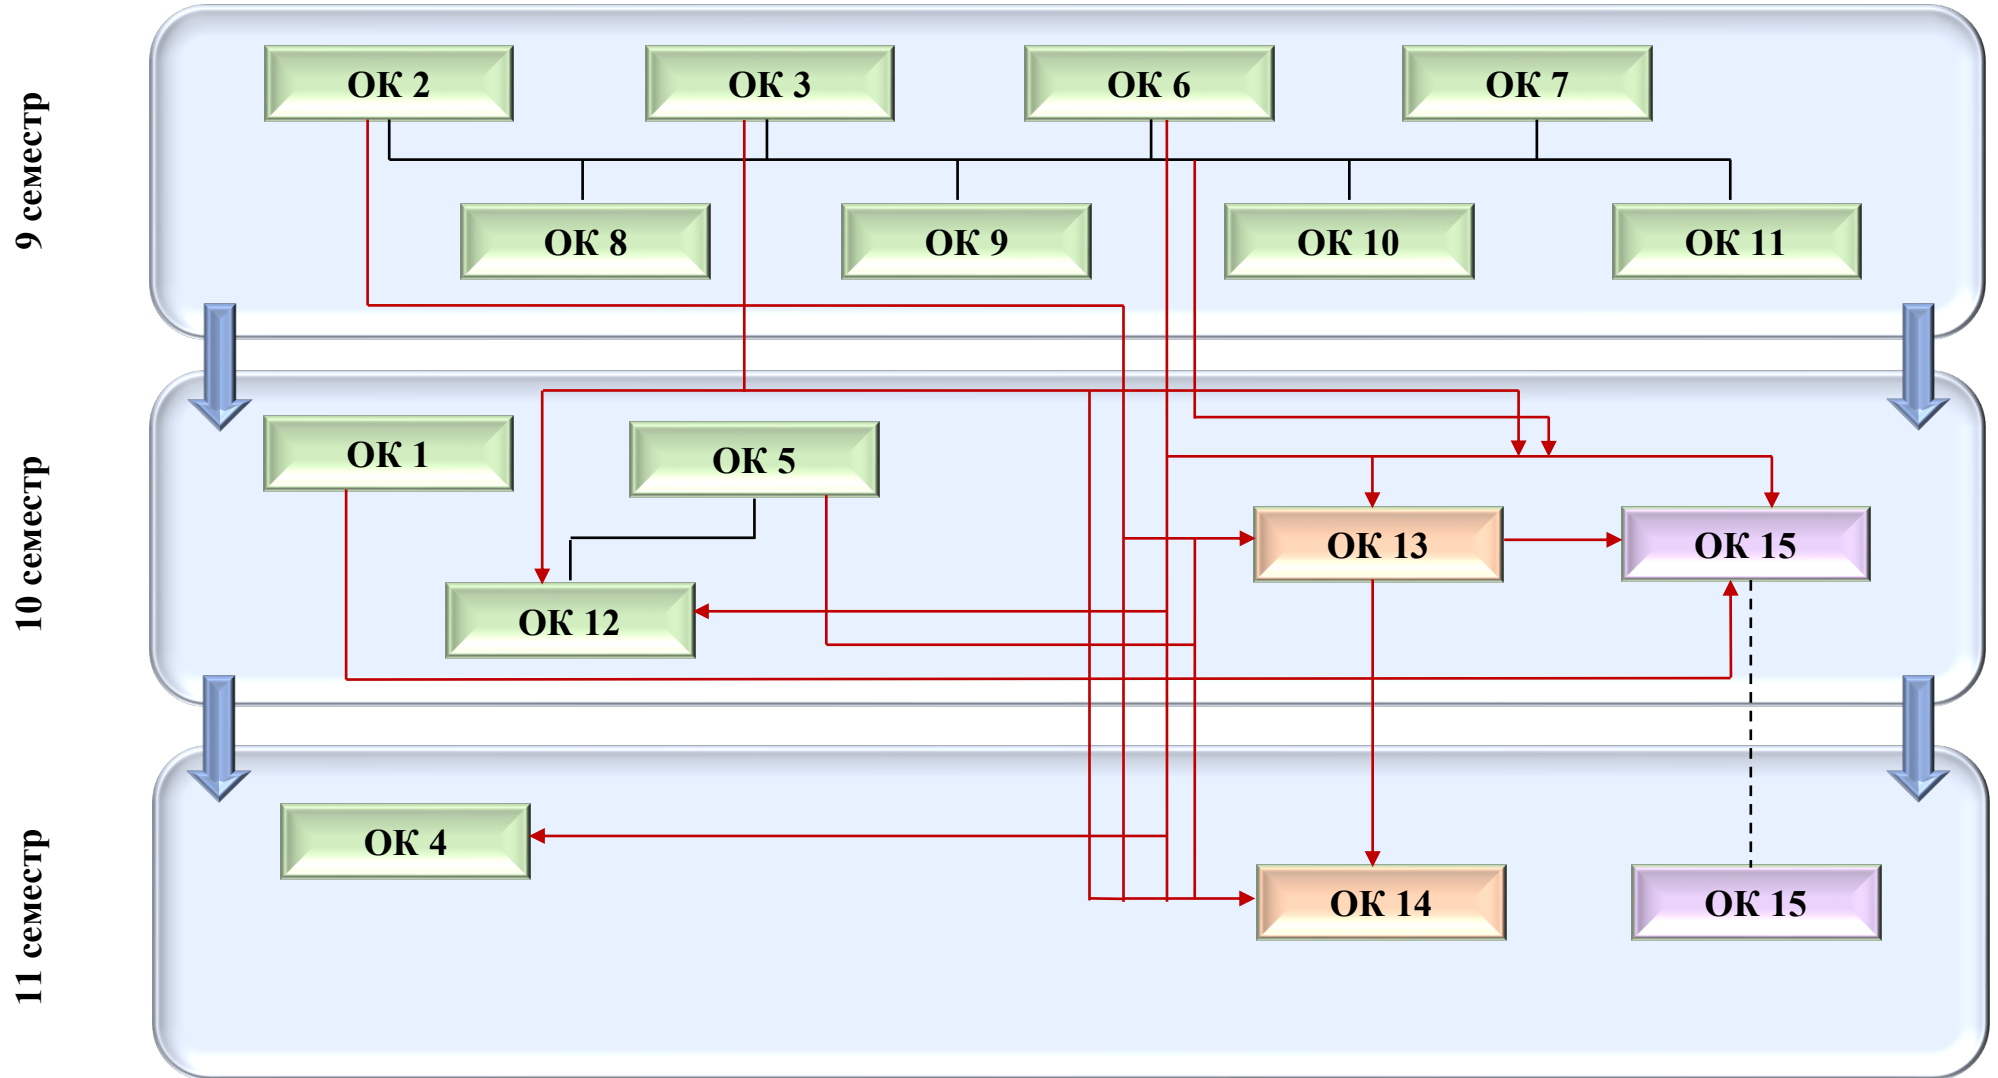 9 семестр
ОК 2
ОК 3
ОК 6
ОК 7
ОК 8
ОК 9
ОК 10
ОК 11
10 семестр
ОК 1
ОК 5
ОК 13
ОК 15
ОК 12
11 семестр
ОК 4
ОК 14
ОК 15